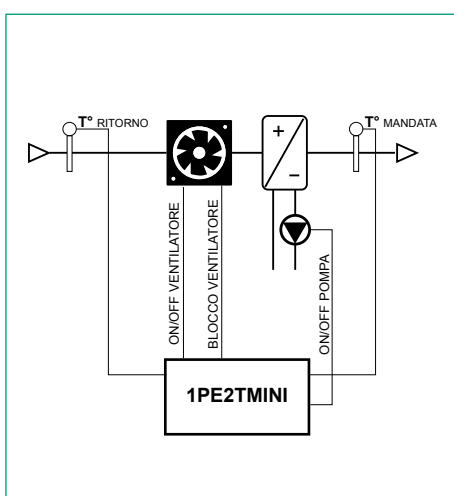 T° RITORNO
T° MANDATA
+
−
ON/OFF VENTILATORE
BLOCCO VENTILATORE
ON/OFF POMPA
1PE2TMINI